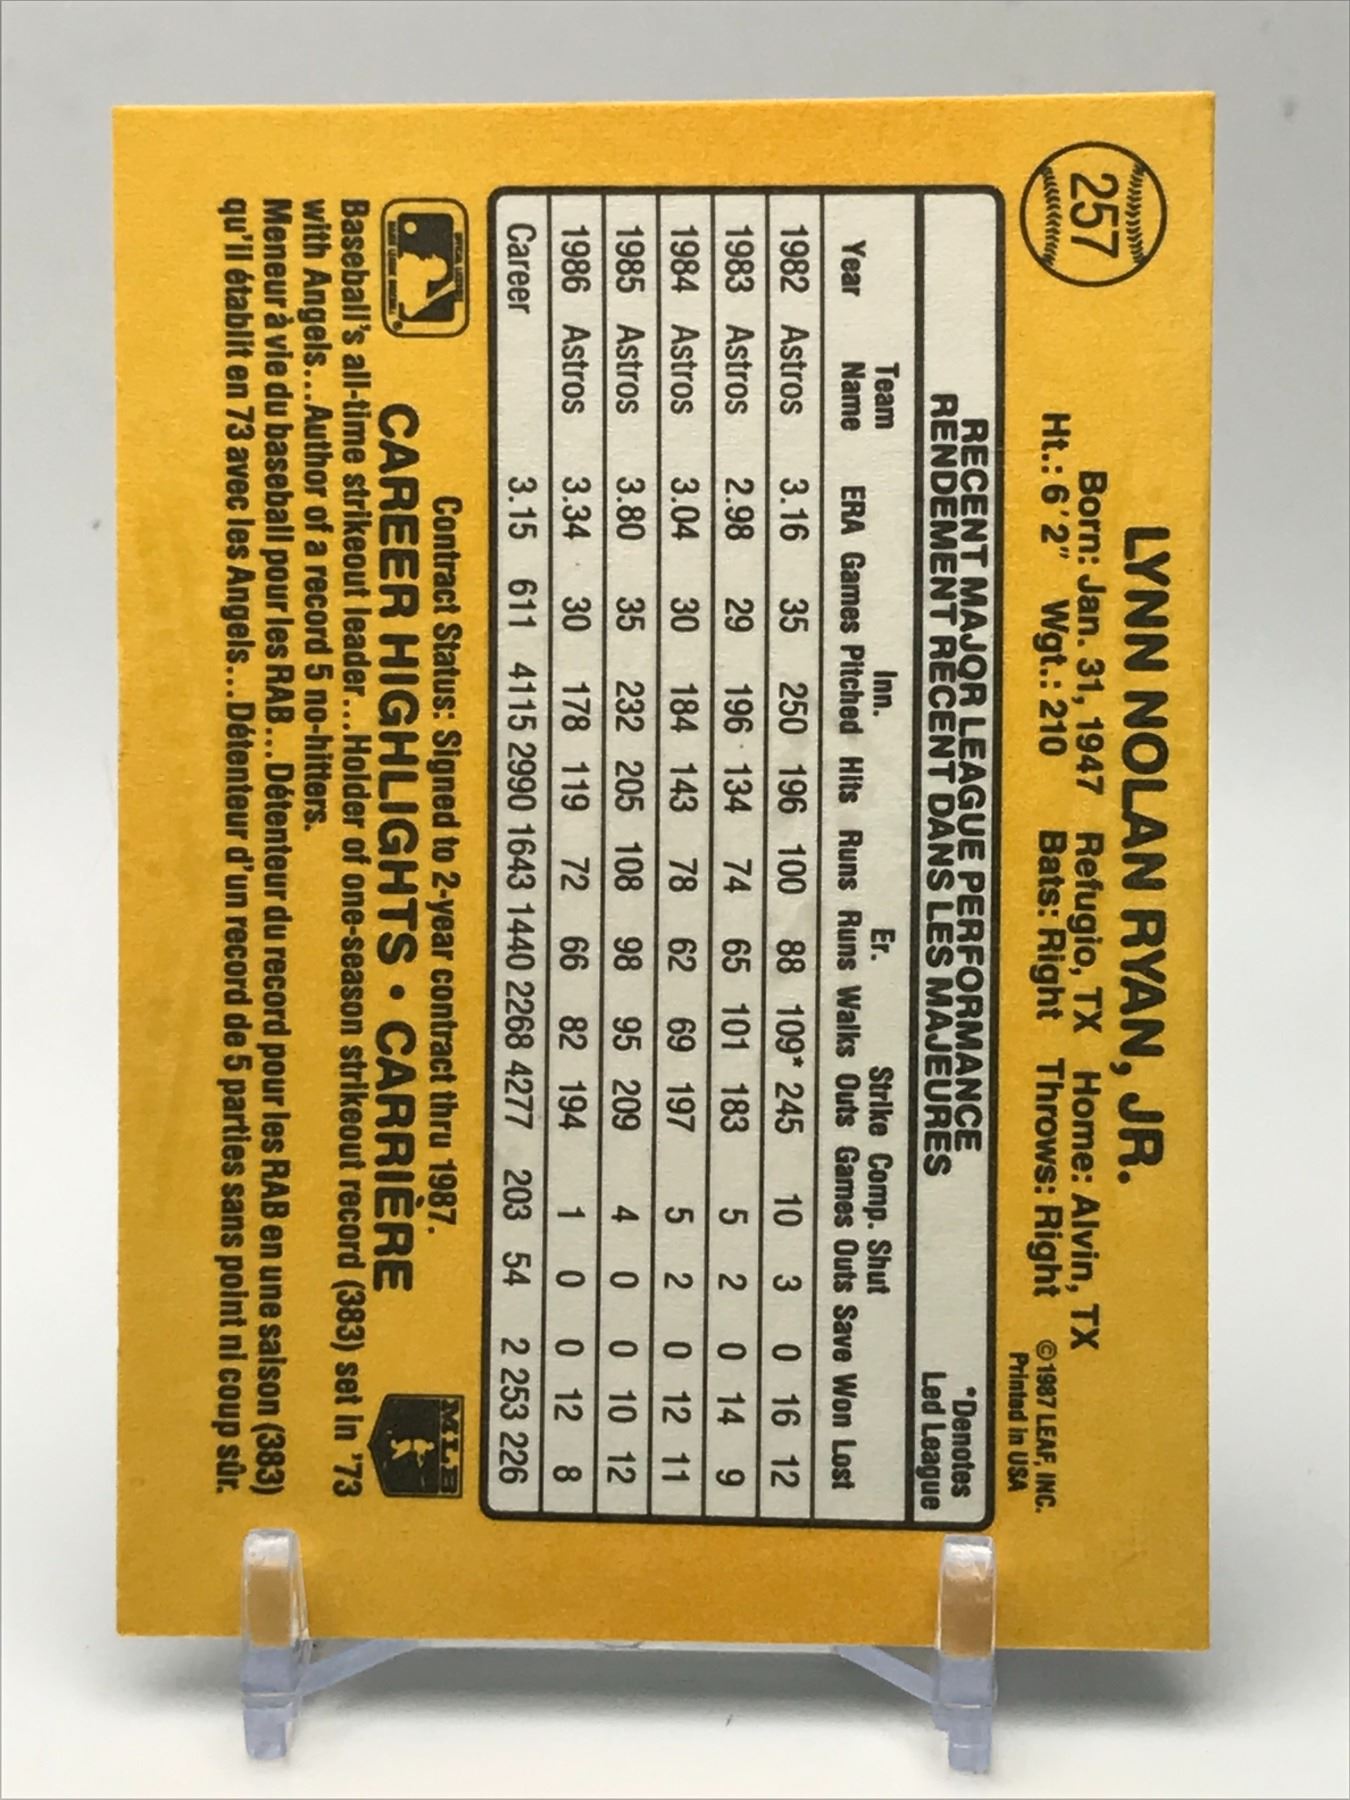 257
LYNN NOLAN RYAN, JR.
Born: Jan. 31, 1947 Refugio, TX Home: Alvin, TX
Ht.: 6'2" Wgt.: 210 Bats: Right Throws: Right
©1987 LEAF, INC.
Printed in USA
RECENT MAJOR LEAGUE PERFORMANCE
RENDEMENT RÉCENT DANS LES MAJEURES
*Denotes
Led League
Team Inn. Er. Strike Comp. Shut
Year Name ERA Games Pitched Hits Runs Runs Walks Outs Games Outs Save Won Lost
1982 Astros 3.16 35 250 196 100 88 109* 245 10 3 0 16 12
1983 Astros 2.98 29 196 134 74 65 101 183 5 2 0 14 9
1984 Astros 3.04 30 184 143 78 62 69 197 5 2 0 12 11
1985 Astros 3.80 35 232 205 108 98 95 209 4 0 0 10 12
1986 Astros 3.34 30 178 119 72 66 82 194 1 0 0 12 8
Career 3.15 611 4115 2990 1643 1440 2268 4277 203 54 2 253 226
Contract Status: Signed to 2-year contract thru 1987.
CAREER HIGHLIGHTS • CARRIÈRE
MLB
Baseball's all-time strikeout leader...Holder of one-season strikeout record (383) set in '73
with Angels...Author of a record 5 no-hitters.
Meneur à vie du baseball pour les RAB...Détenteur du record pour les RAB en une saison (383)
qu'il établit en 73 avec les Angels...Détenteur d'un record de 5 parties sans point ni coup sûr.